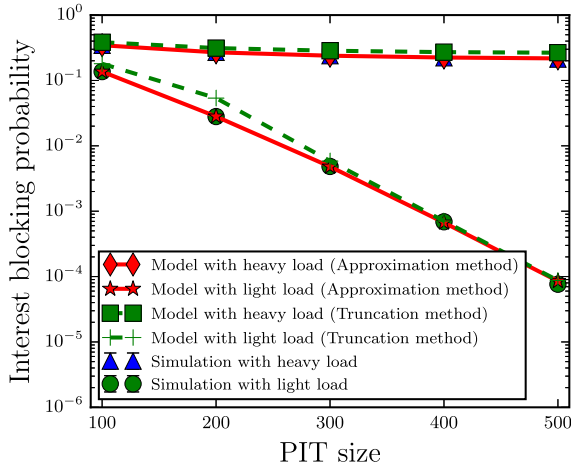 Interest blocking probability
10⁰
10⁻¹
10⁻²
10⁻³
10⁻⁴
10⁻⁵
10⁻⁶
Model with heavy load (Approximation method)
Model with light load (Approximation method)
Model with heavy load (Truncation method)
Model with light load (Truncation method)
Simulation with heavy load
Simulation with light load
100 200 300 400 500
PIT size